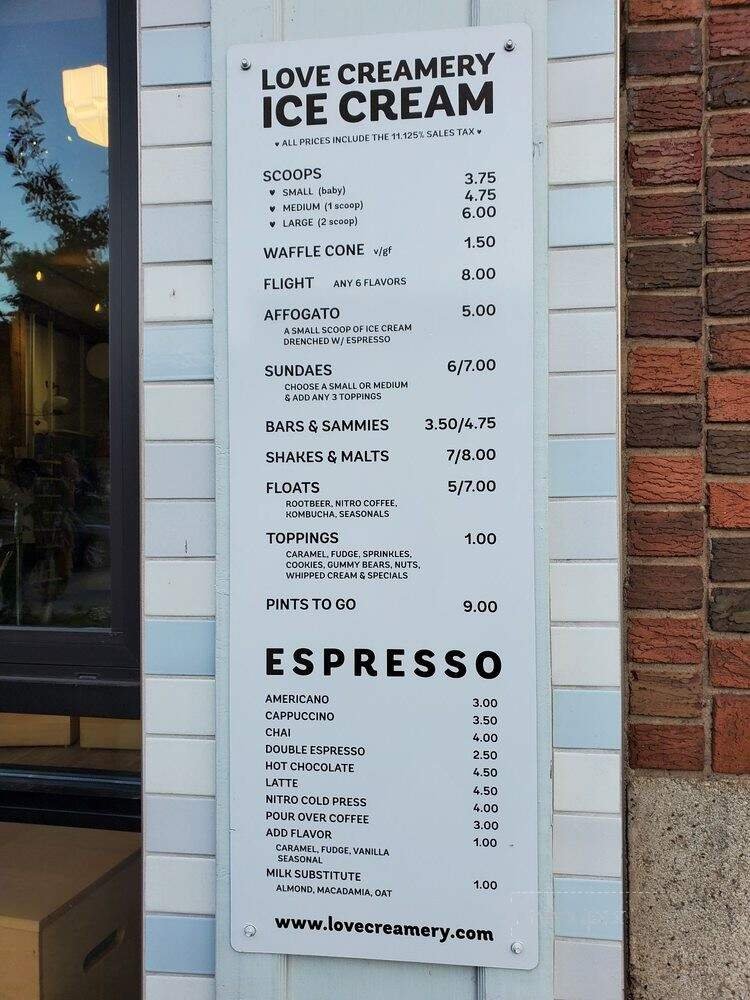 LOVE CREAMERY
ICE CREAM
♥ ALL PRICES INCLUDE THE 11.125% SALES TAX ♥
SCOOPS
♥ SMALL (baby) 3.75
♥ MEDIUM (1 scoop) 4.75
♥ LARGE (2 scoop) 6.00
WAFFLE CONE v/gf 1.50
FLIGHT ANY 6 FLAVORS 8.00
AFFOGATO 5.00
A SMALL SCOOP OF ICE CREAM
DRENCHED W/ ESPRESSO
SUNDAES 6/7.00
CHOOSE A SMALL OR MEDIUM
& ADD ANY 3 TOPPINGS
BARS & SAMMIES 3.50/4.75
SHAKES & MALTS 7/8.00
FLOATS 5/7.00
ROOTBEER, NITRO COFFEE,
KOMBUCHA, SEASONALS
TOPPINGS 1.00
CARAMEL, FUDGE, SPRINKLES,
COOKIES, GUMMY BEARS, NUTS,
WHIPPED CREAM & SPECIALS
PINTS TO GO 9.00
ESPRESSO
AMERICANO 3.00
CAPPUCCINO 3.50
CHAI 4.00
DOUBLE ESPRESSO 2.50
HOT CHOCOLATE 4.50
LATTE 4.50
NITRO COLD PRESS 4.00
POUR OVER COFFEE 3.00
ADD FLAVOR 1.00
CARAMEL, FUDGE, VANILLA
SEASONAL
MILK SUBSTITUTE 1.00
ALMOND, MACADAMIA, OAT
www.lovecreamery.com